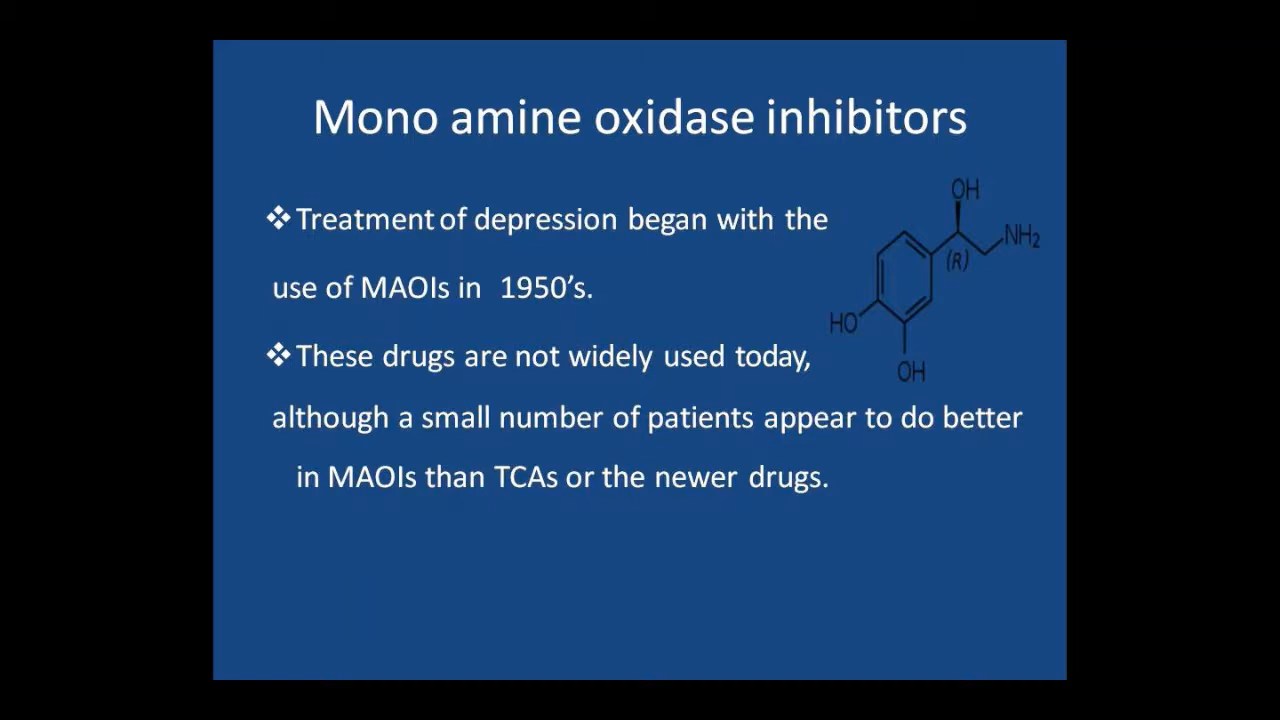 Mono amine oxidase inhibitors
❖Treatment of depression began with the
use of MAOIs in 1950’s.
❖These drugs are not widely used today,
although a small number of patients appear to do better
in MAOIs than TCAs or the newer drugs.
OH
NH₂
(R)
HO
OH